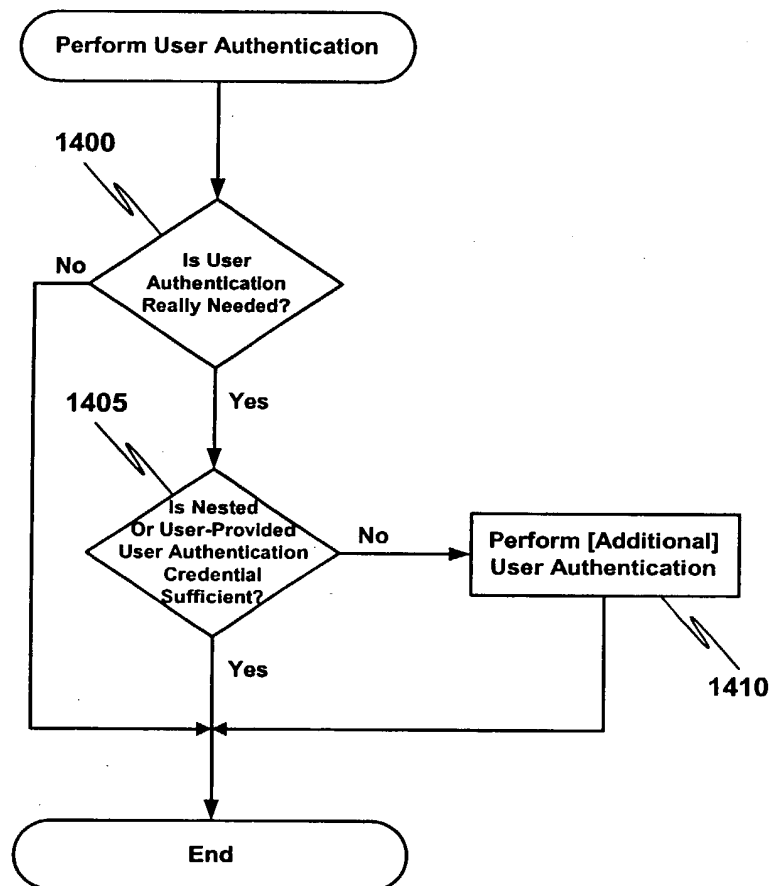 Perform User Authentication
1400
Is User
Authentication
Really Needed?
No
Yes
1405
Is Nested
Or User-Provided
User Authentication
Credential
Sufficient?
No
Perform [Additional]
User Authentication
Yes
1410
End